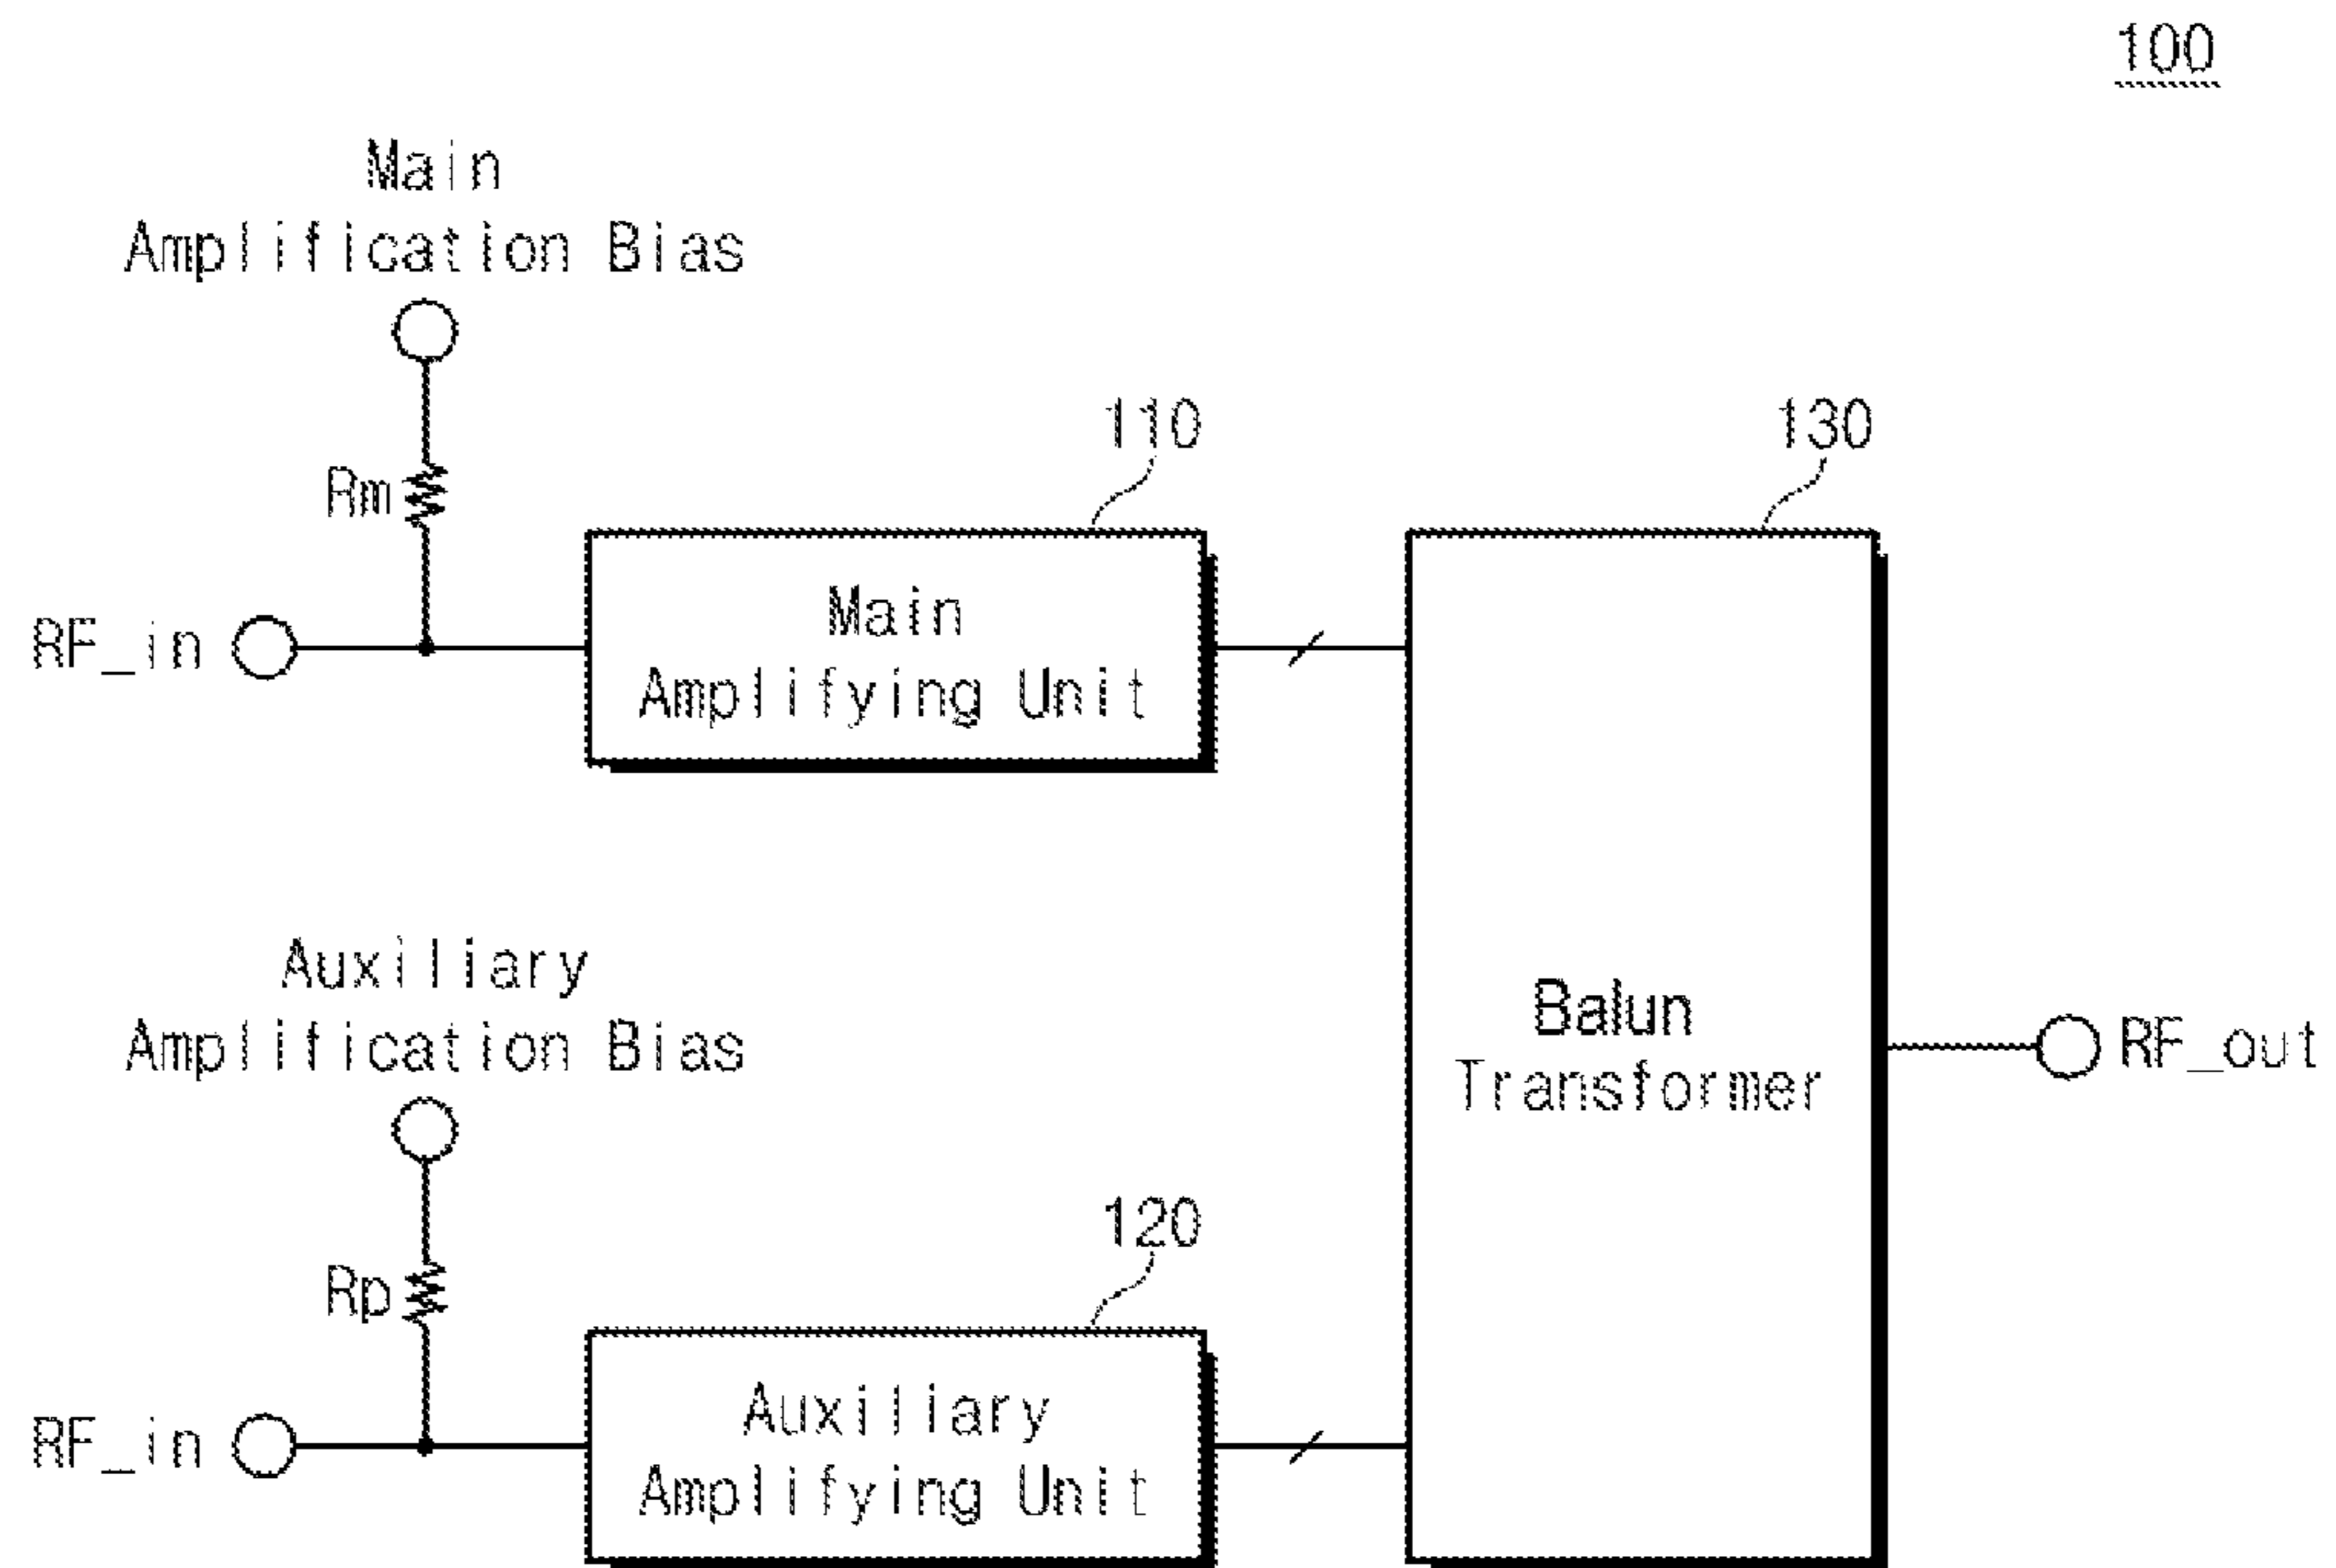 100
Main
Amplification Bias
110
130
Rm
RF_in
Main
Amplifying Unit
Auxiliary
Amplification Bias
Balun
Transformer
RF_out
120
Rp
RF_in
Auxiliary
Amplifying Unit